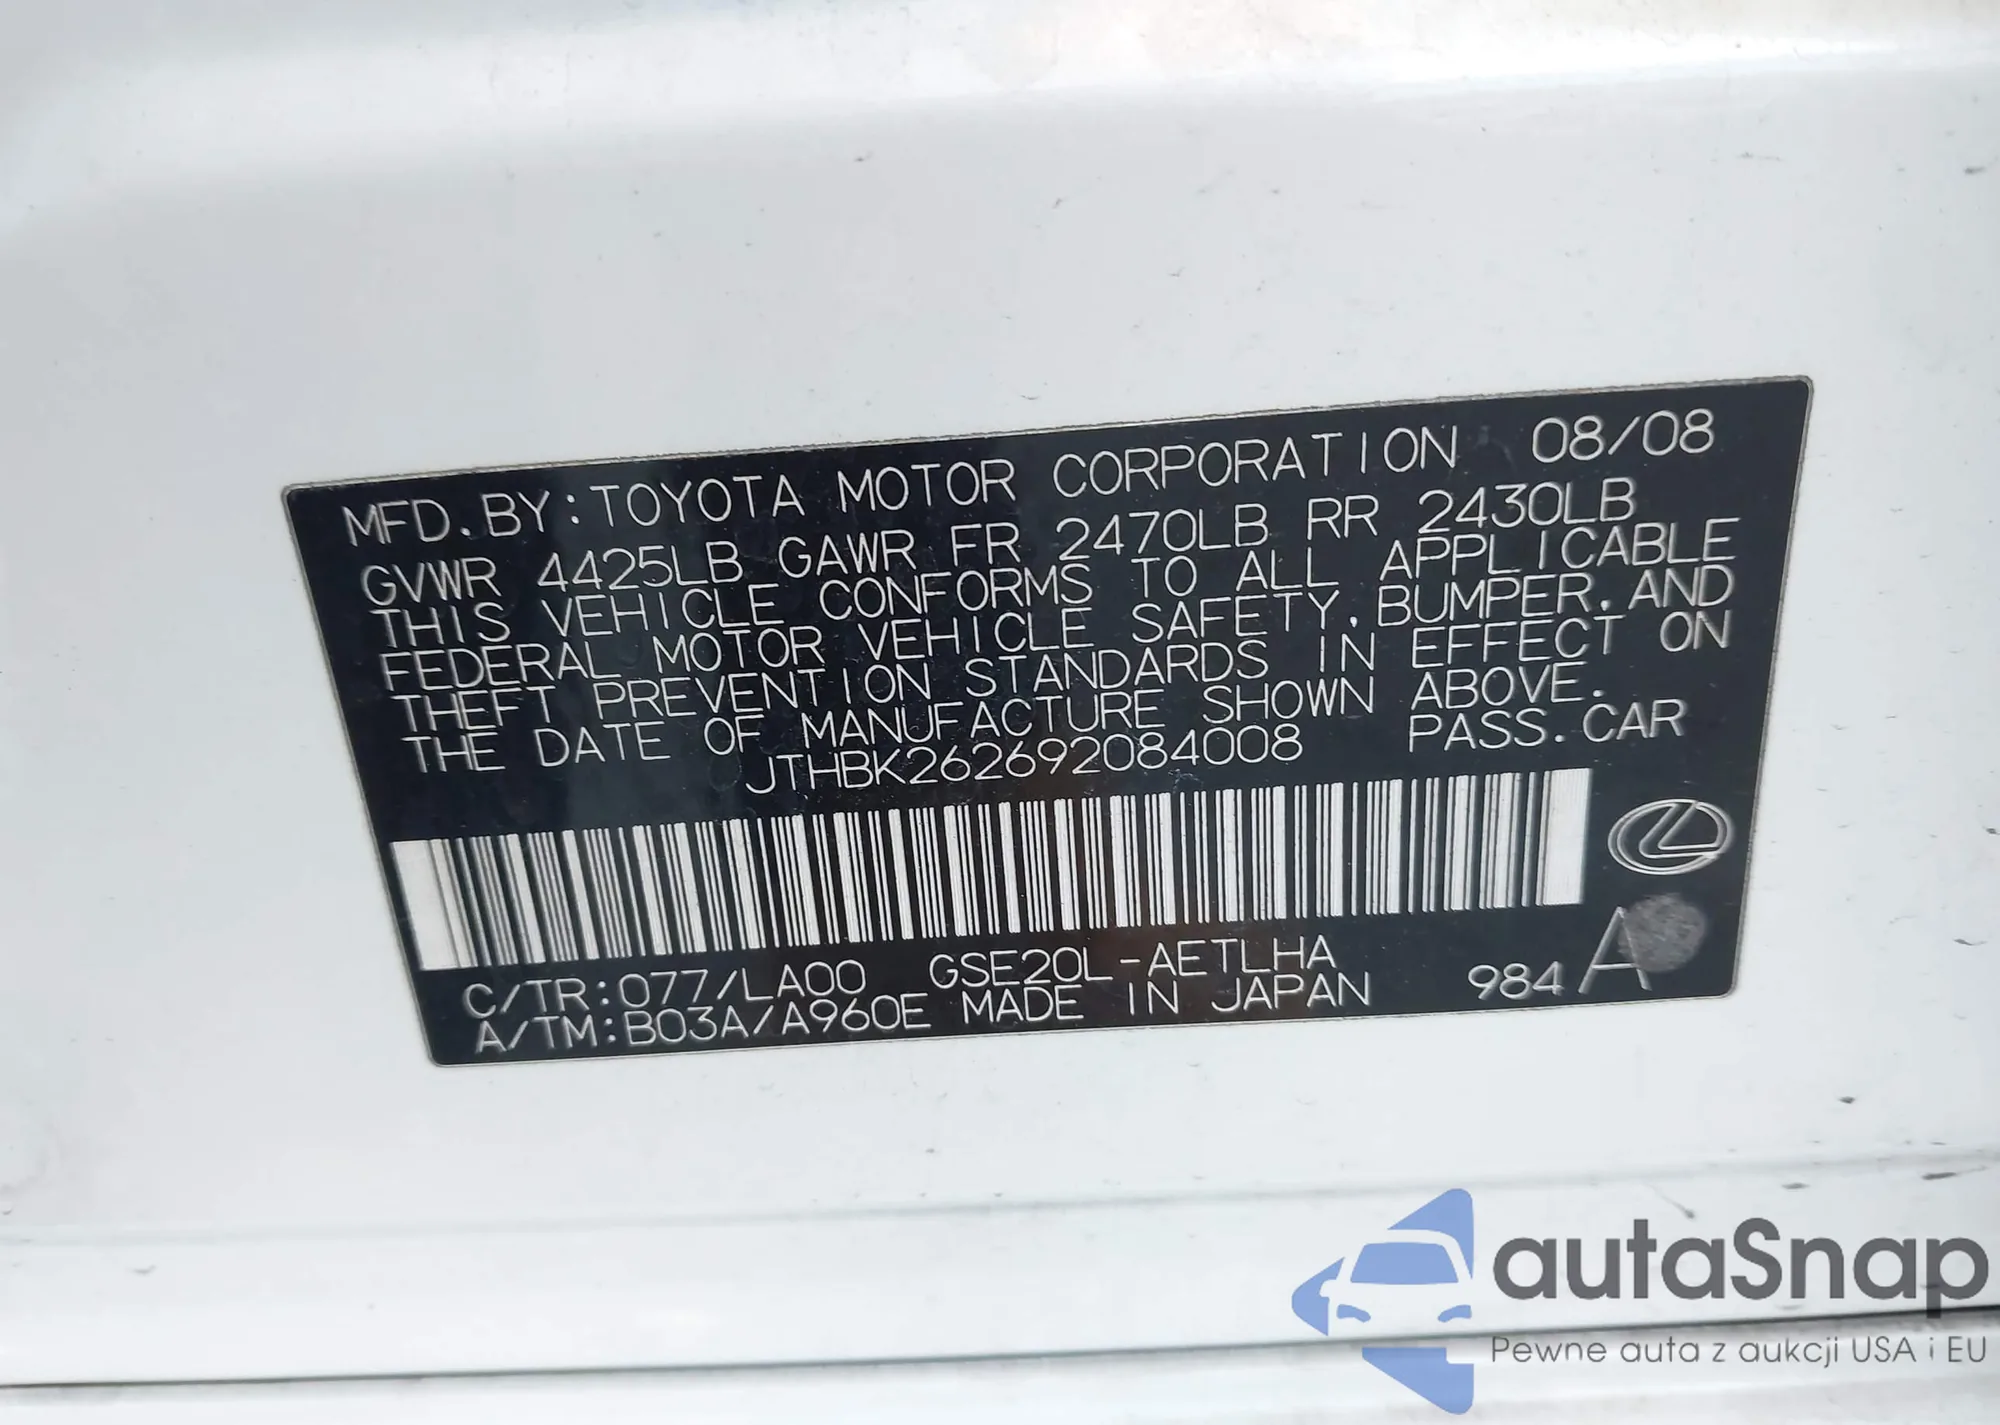 MFD.BY:TOYOTA MOTOR CORPORATION 08/08
GVWR 4425LB GAWR FR 2470LB RR 2430LB
THIS VEHICLE CONFORMS TO ALL APPLICABLE
FEDERAL MOTOR VEHICLE SAFETY,BUMPER,AND
THEFT PREVENTION STANDARDS IN EFFECT ON
THE DATE OF MANUFACTURE SHOWN ABOVE.
JTHBK262692084008 PASS.CAR
C/TR:077/LA00 GSE20L-AETLHA
A/TM:B03A/A960E MADE IN JAPAN 984 A
autaSnap
Pewne auta z aukcji USA i EU